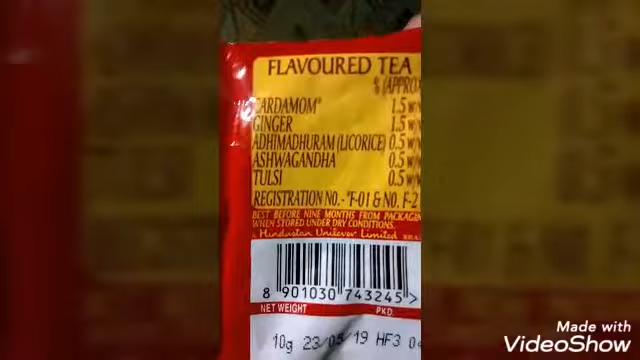 FLAVOURED TEA
% (APPROX
CARDAMOM* 1.5 w/w
GINGER 1.5 w/w
ADHIMADHURAM (LICORICE) 0.5 w/w
ASHWAGANDHA 0.5 w/w
TULSI 0.5 w/w
REGISTRATION NO.- "F-01 & NO. F-2
BEST BEFORE NINE MONTHS FROM PACKAGIN
WHEN STORED UNDER DRY CONDITIONS.
Hindustan Unilever Limited
8 901030 743245 >
NET WEIGHT PKD.
10g 23/05/19 HF3
Made with
VideoShow